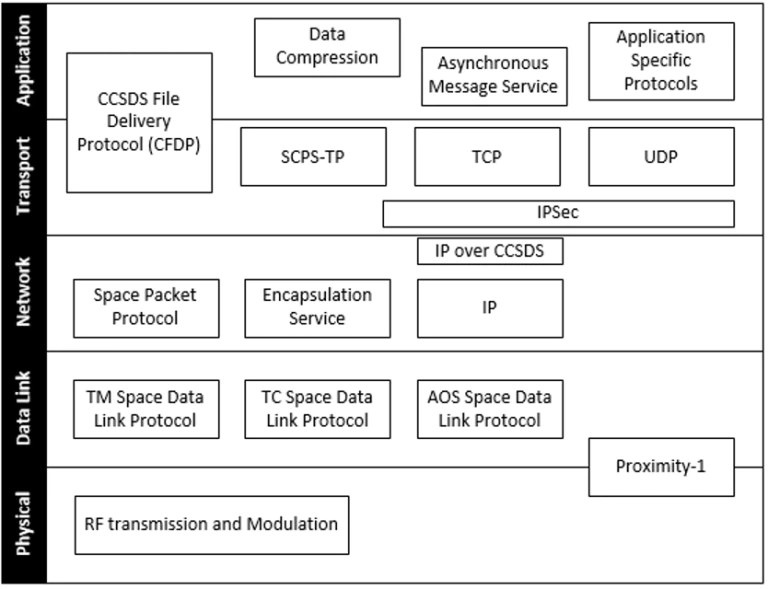 Application
Data
Compression
Asynchronous
Message Service
Application
Specific
Protocols
CCSDS File
Delivery
Protocol (CFDP)
Transport
SCPS-TP
TCP
UDP
IPSec
Network
IP over CCSDS
Space Packet
Protocol
Encapsulation
Service
IP
Data Link
TM Space Data
Link Protocol
TC Space Data
Link Protocol
AOS Space Data
Link Protocol
Proximity-1
Physical
RF transmission and Modulation